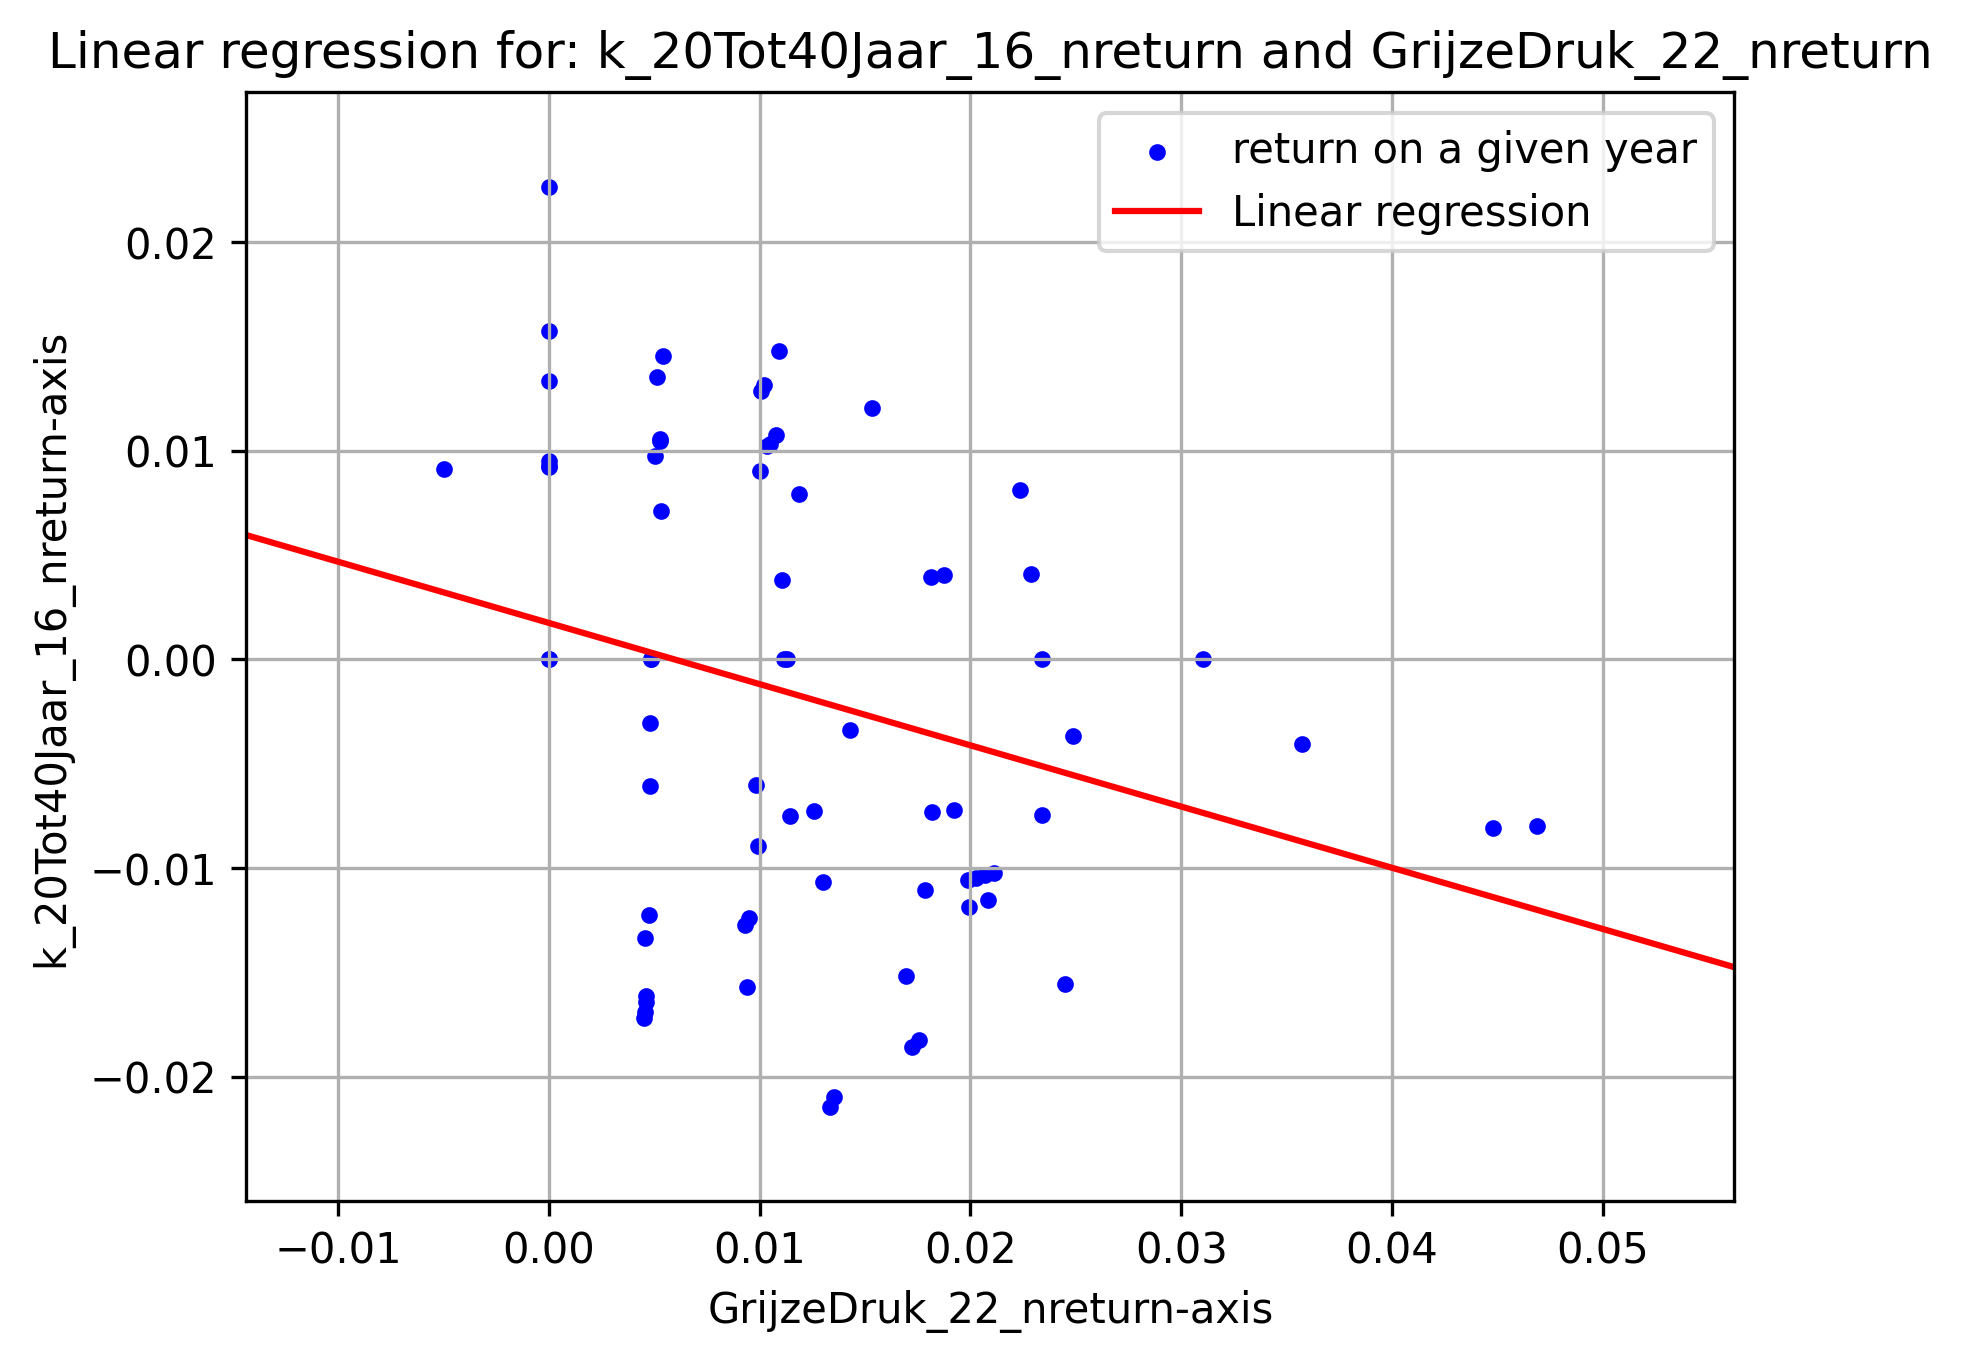 Linear regression for: k_20Tot40Jaar_16_nreturn and GrijzeDruk_22_nreturn
return on a given year
Linear regression
k_20Tot40Jaar_16_nreturn-axis
0.02
0.01
0.00
−0.01
−0.02
−0.01 0.00 0.01 0.02 0.03 0.04 0.05
GrijzeDruk_22_nreturn-axis